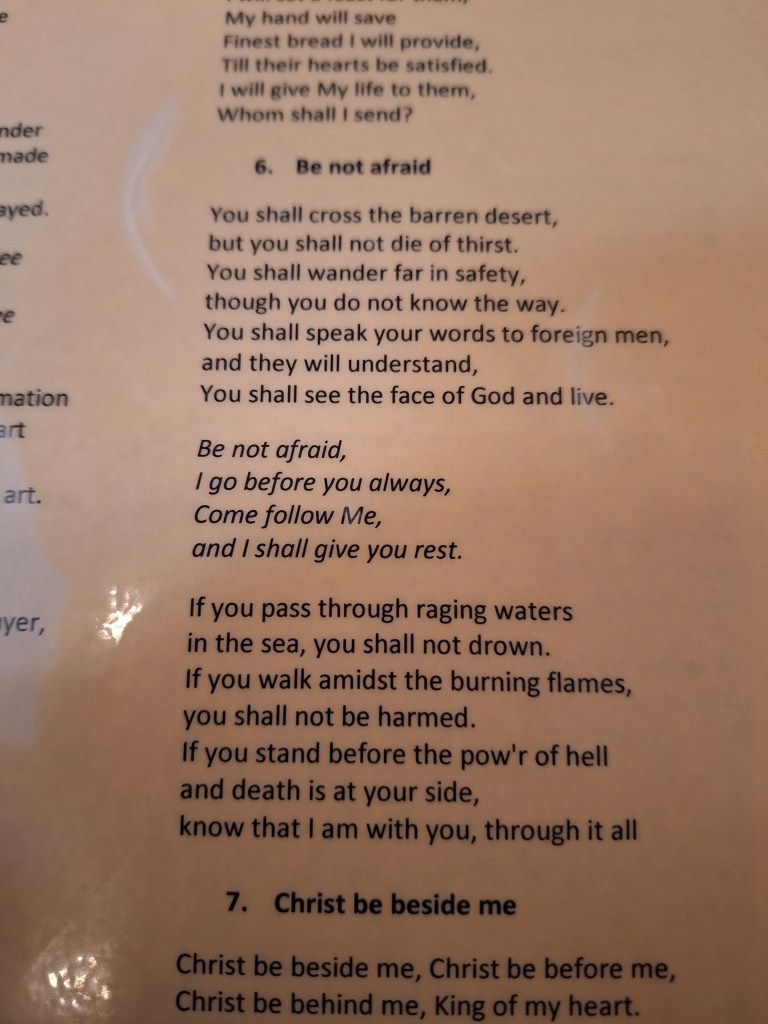 nder
made
ayed.
ee
mation
art
art.
ayer,
My hand will save
Finest bread I will provide,
Till their hearts be satisfied.
I will give My life to them,
Whom shall I send?
6. Be not afraid
You shall cross the barren desert,
but you shall not die of thirst.
You shall wander far in safety,
though you do not know the way.
You shall speak your words to foreign men,
and they will understand,
You shall see the face of God and live.
Be not afraid,
I go before you always,
Come follow Me,
and I shall give you rest.
If you pass through raging waters
in the sea, you shall not drown.
If you walk amidst the burning flames,
you shall not be harmed.
If you stand before the pow'r of hell
and death is at your side,
know that I am with you, through it all
7. Christ be beside me
Christ be beside me, Christ be before me,
Christ be behind me, King of my heart.